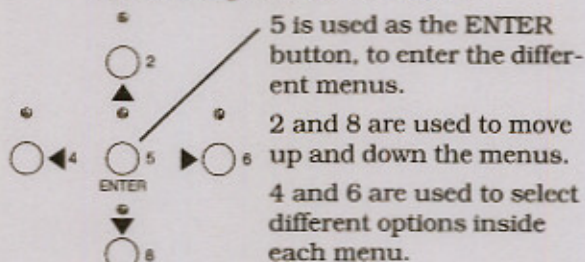 2
4
5
6
ENTER
8
5 is used as the ENTER
button, to enter the differ-
ent menus.
2 and 8 are used to move
up and down the menus.
4 and 6 are used to select
different options inside
each menu.